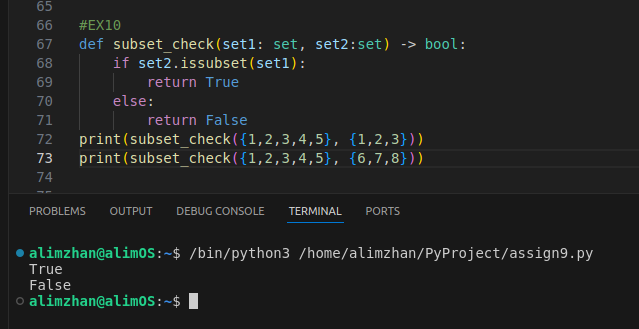 65
66 #EX10
67 def subset_check(set1: set, set2:set) -> bool:
68     if set2.issubset(set1):
69         return True
70     else:
71         return False
72 print(subset_check({1,2,3,4,5}, {1,2,3}))
73 print(subset_check({1,2,3,4,5}, {6,7,8}))
74
75
PROBLEMS OUTPUT DEBUG CONSOLE TERMINAL PORTS
alimzhan@alimOS:~$ /bin/python3 /home/alimzhan/PyProject/assign9.py
True
False
alimzhan@alimOS:~$